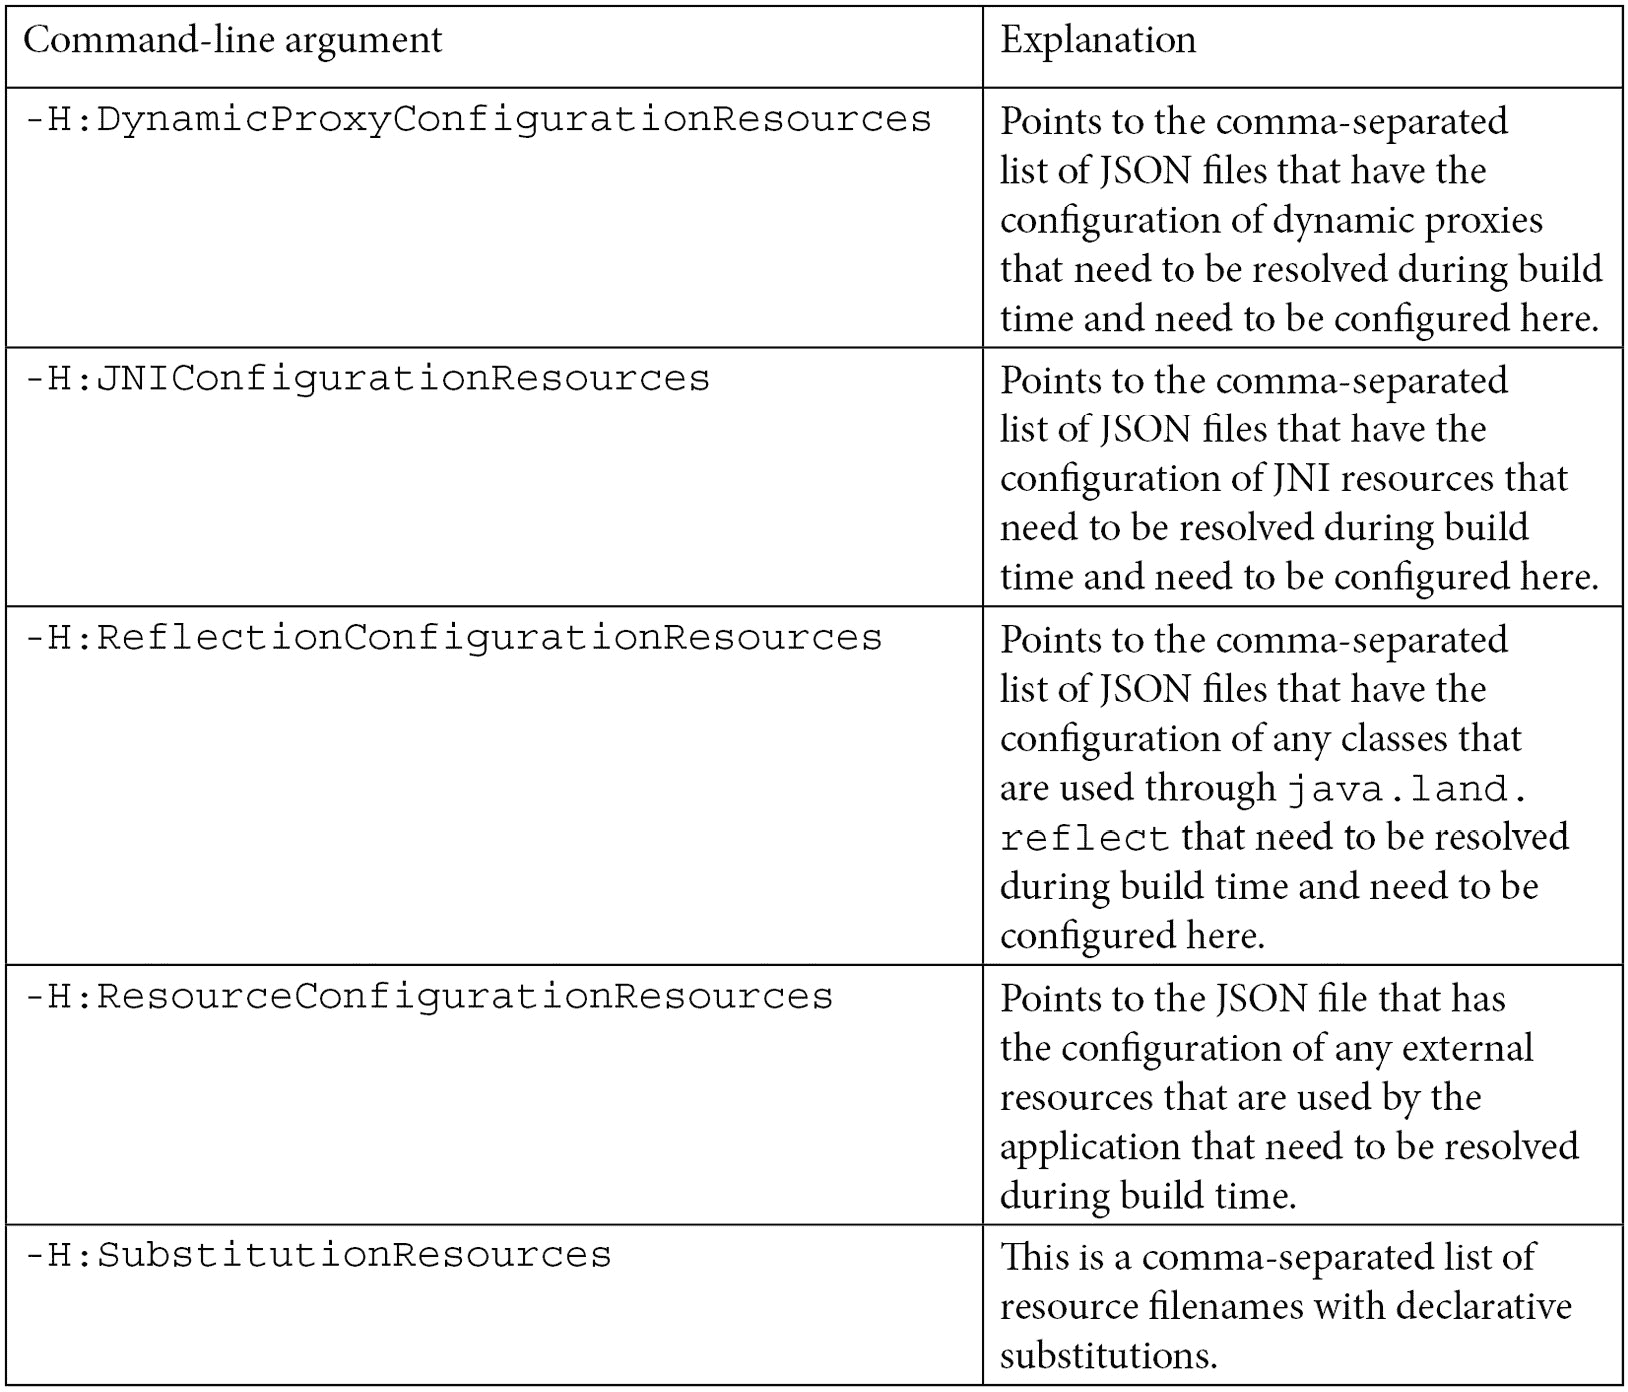 Command-line argument
Explanation
-H:DynamicProxyConfigurationResources
Points to the comma-separated
list of JSON files that have the
configuration of dynamic proxies
that need to be resolved during build
time and need to be configured here.
-H:JNIConfigurationResources
Points to the comma-separated
list of JSON files that have the
configuration of JNI resources that
need to be resolved during build
time and need to be configured here.
-H:ReflectionConfigurationResources
Points to the comma-separated
list of JSON files that have the
configuration of any classes that
are used through java.land.
reflect that need to be resolved
during build time and need to be
configured here.
-H:ResourceConfigurationResources
Points to the JSON file that has
the configuration of any external
resources that are used by the
application that need to be resolved
during build time.
-H:SubstitutionResources
This is a comma-separated list of
resource filenames with declarative
substitutions.